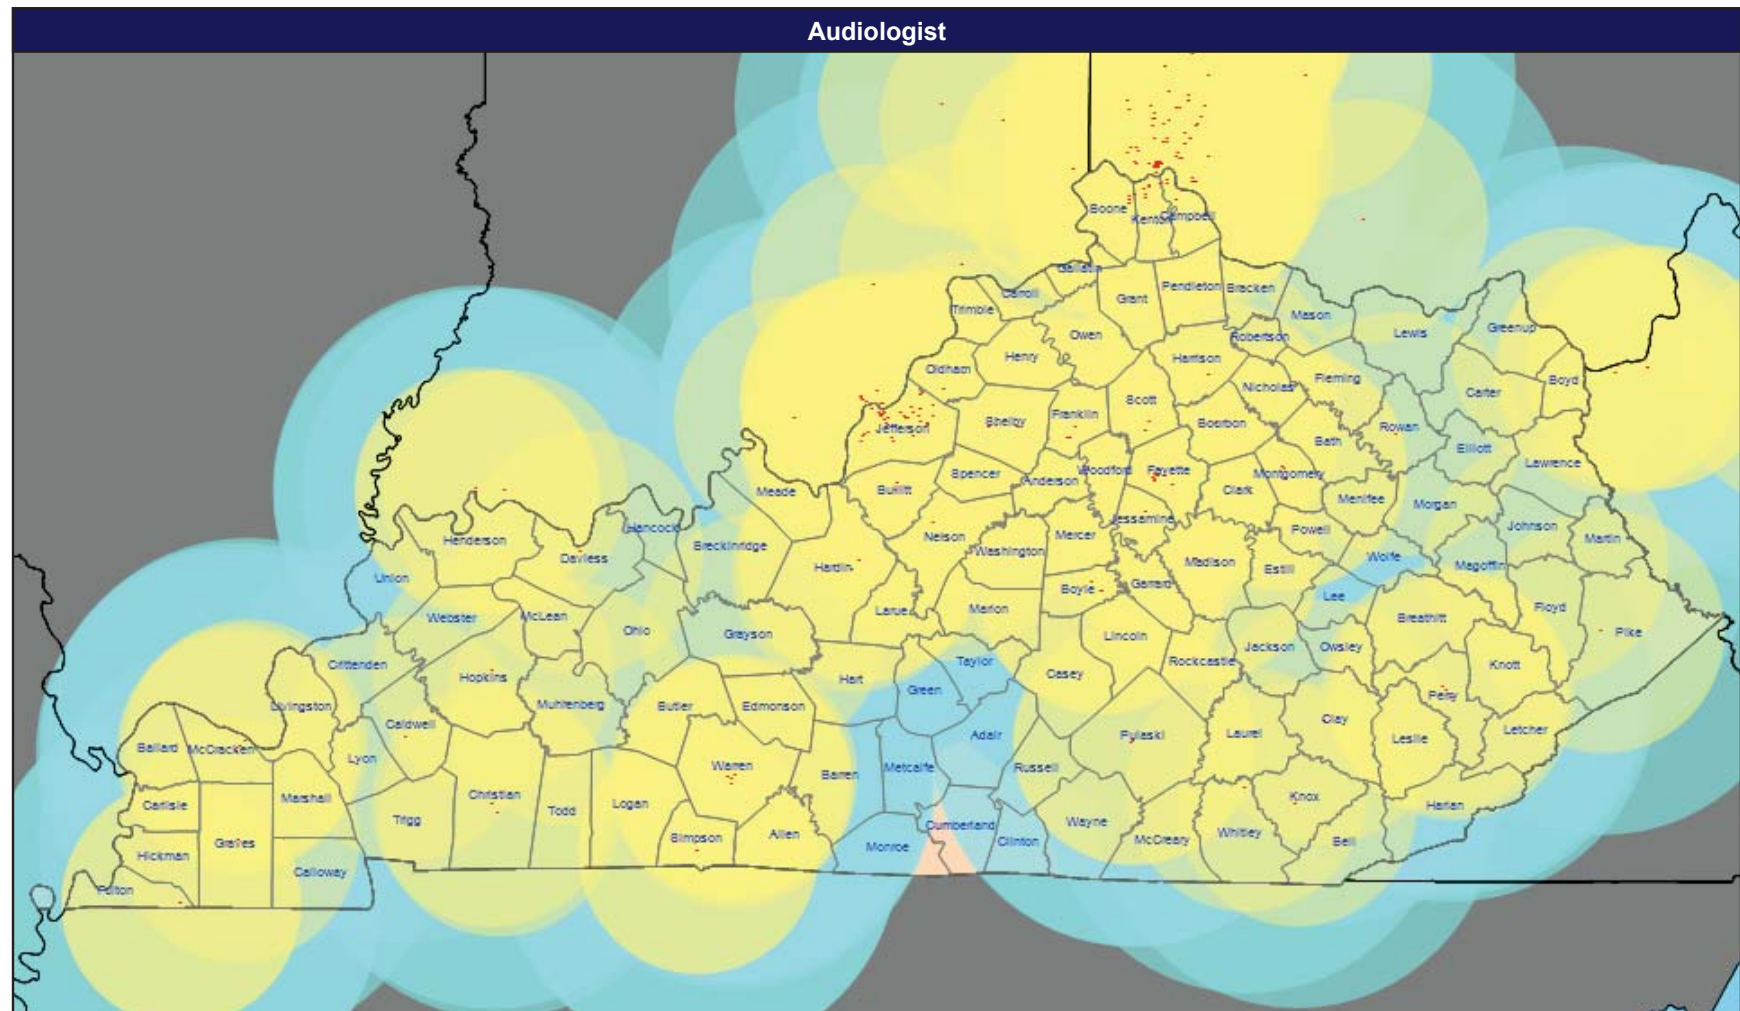 Audiologist
Boone
Kenton
Campbell
Gallatin
Carroll
Trimble
Grant
Pendleton
Bracken
Mason
Lewis
Greenup
Owen
Robertson
Henry
Harrison
Oldham
Nicholas
Fleming
Carter
Boyd
Jefferson
Shelby
Franklin
Scott
Bourbon
Rowan
Bath
Elliott
Lawrence
Spencer
Anderson
Woodford
Fayette
Clark
Montgomery
Meade
Bullitt
Menifee
Morgan
Jessamine
Hancock
Henderson
Daviess
Breckinridge
Nelson
Washington
Mercer
Powell
Johnson
Martin
Union
Hardin
Madison
Estill
Wolfe
Magoffin
Boyle
Garrard
Lee
Webster
McLean
Ohio
Grayson
Larue
Marion
Lincoln
Breathitt
Floyd
Pike
Crittenden
Hopkins
Hart
Taylor
Casey
Rockcastle
Jackson
Owsley
Knott
Livingston
Muhlenberg
Butler
Edmonson
Green
Perry
Ballard
McCracken
Caldwell
Lyon
Adair
Pulaski
Laurel
Clay
Leslie
Letcher
Warren
Barren
Metcalfe
Russell
Carlisle
Marshall
Christian
Todd
Logan
Knox
Harlan
Trigg
Simpson
Allen
Cumberland
Wayne
Hickman
Graves
Calloway
Monroe
Clinton
McCreary
Whitley
Bell
Fulton